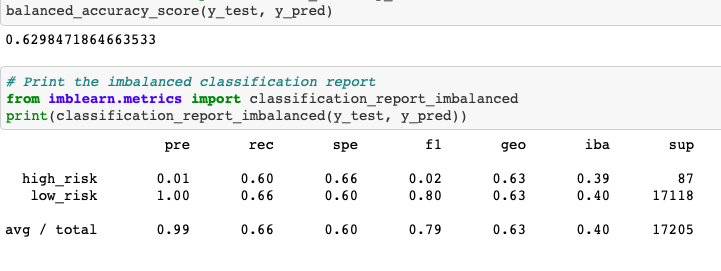 balanced_accuracy_score(y_test, y_pred)
0.6298471864663533
# Print the imbalanced classification report
from imblearn.metrics import classification_report_imbalanced
print(classification_report_imbalanced(y_test, y_pred))
pre rec spe f1 geo iba sup
high_risk 0.01 0.60 0.66 0.02 0.63 0.39 87
low_risk 1.00 0.66 0.60 0.80 0.63 0.40 17118
avg / total 0.99 0.66 0.60 0.79 0.63 0.40 17205